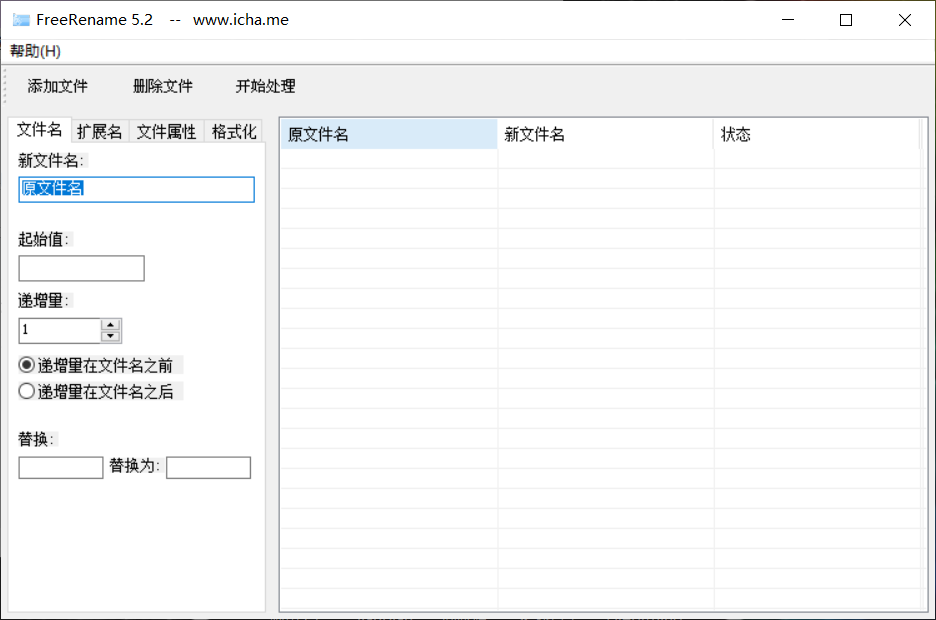 FreeRename 5.2 -- www.icha.me
帮助(H)
添加文件 删除文件 开始处理
文件名 扩展名 文件属性 格式化
新文件名:
原文件名
起始值:
递增量:
1
递增量在文件名之前
递增量在文件名之后
替换:
替换为:
原文件名 新文件名 状态